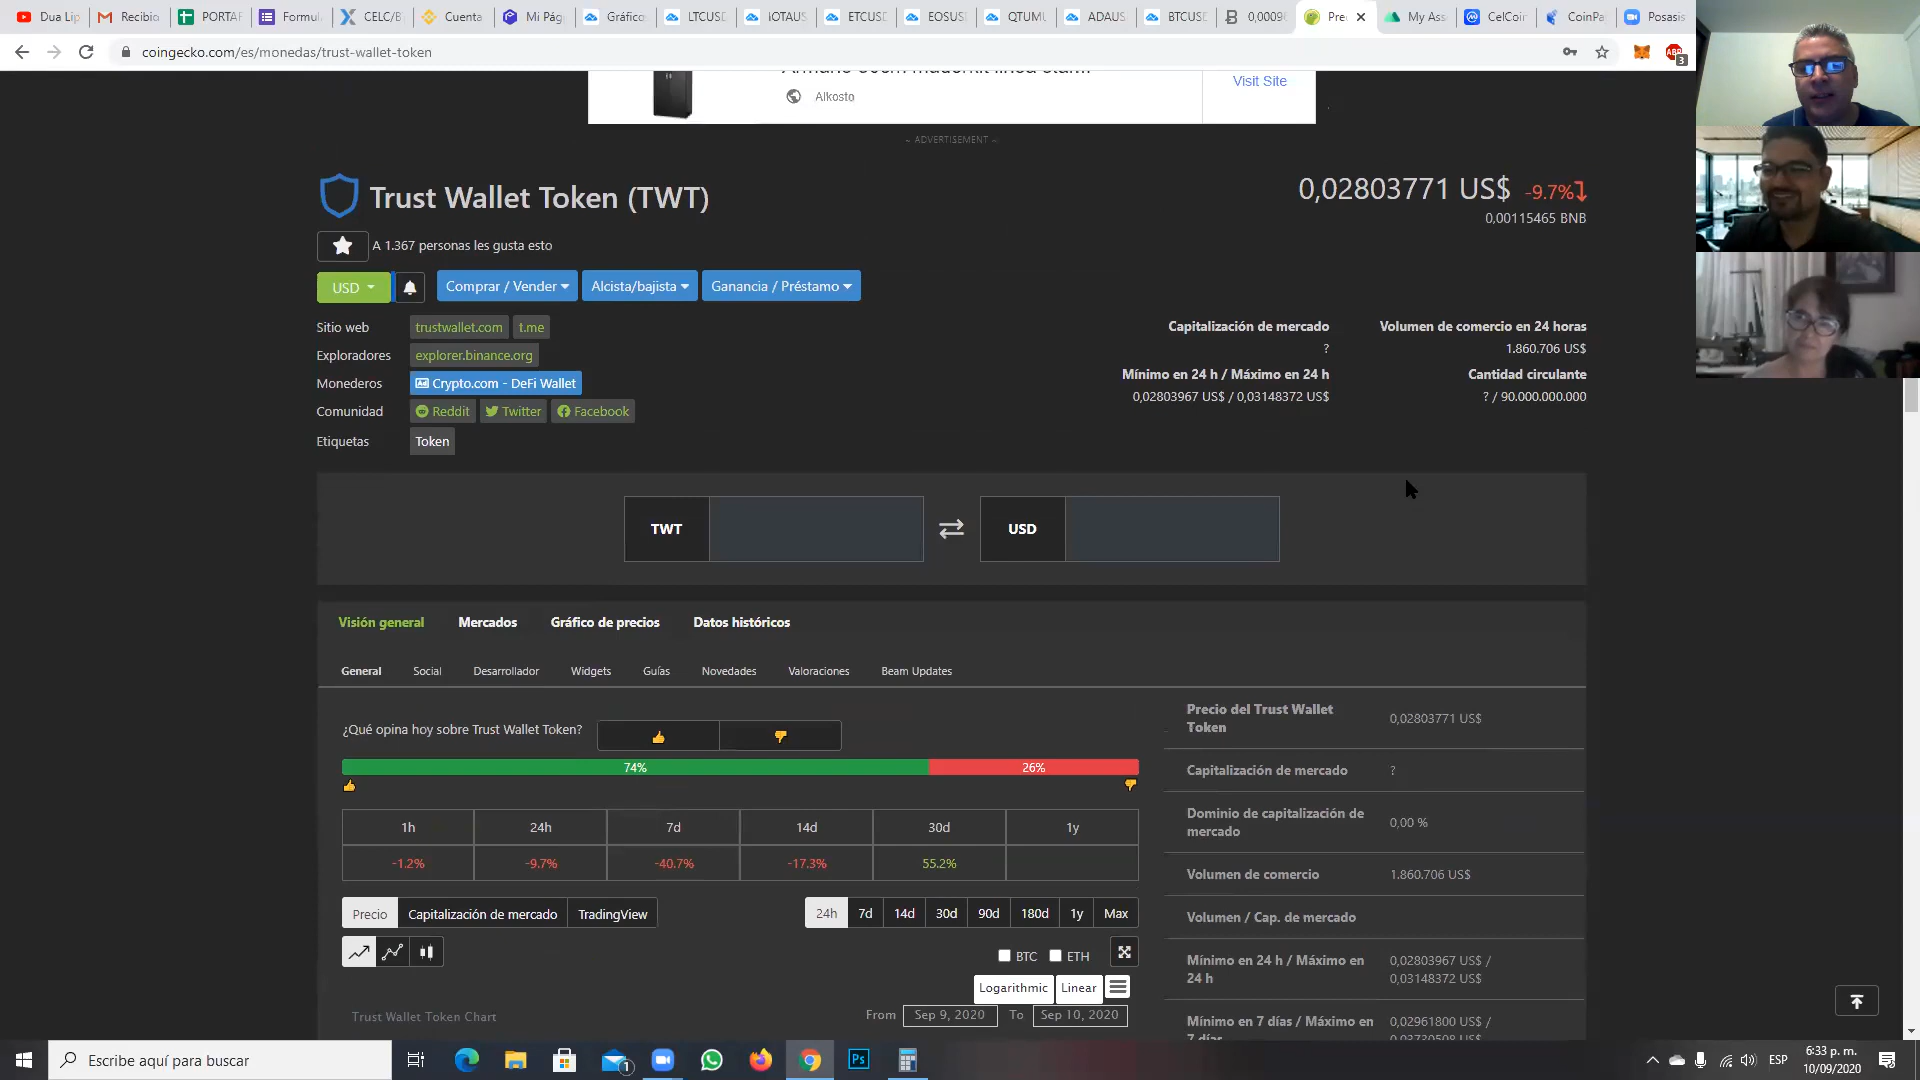 Dua Lip
Recibio
PORTAF
Formula
CELC/B
Cuenta
Mi Pág
Gráfico
LTCUSD
IOTAUS
ETCUSD
EOSUS
QTUMU
ADAUS
BTCUSD
0,0009
Pre
My Ass
CelCoin
CoinPa
Posasis
coingecko.com/es/monedas/trust-wallet-token
Alkosto
Visit Site
~ ADVERTISEMENT ~
Trust Wallet Token (TWT)
0,02803771 US$ -9.7%
0,00115465 BNB
A 1.367 personas les gusta esto
USD
Comprar / Vender
Alcista/bajista
Ganancia / Préstamo
Sitio web trustwallet.com t.me
Exploradores explorer.binance.org
Monederos Ad Crypto.com - DeFi Wallet
Comunidad Reddit Twitter Facebook
Etiquetas Token
Capitalización de mercado
?
Volumen de comercio en 24 horas
1.860.706 US$
Mínimo en 24 h / Máximo en 24 h
0,02803967 US$ / 0,03148372 US$
Cantidad circulante
? / 90.000.000.000
TWT
USD
Visión general Mercados Gráfico de precios Datos históricos
General Social Desarrollador Widgets Guías Novedades Valoraciones Beam Updates
¿Qué opina hoy sobre Trust Wallet Token?
74% 26%
1h 24h 7d 14d 30d 1y
-1.2% -9.7% -40.7% -17.3% 55.2%
Precio Capitalización de mercado TradingView
24h 7d 14d 30d 90d 180d 1y Max
BTC ETH
Logarithmic Linear
Trust Wallet Token Chart
From Sep 9, 2020 To Sep 10, 2020
Precio del Trust Wallet
Token
0,02803771 US$
Capitalización de mercado ?
Dominio de capitalización de
mercado
0,00 %
Volumen de comercio 1.860.706 US$
Volumen / Cap. de mercado
Mínimo en 24 h / Máximo en
24 h
0,02803967 US$ /
0,03148372 US$
Mínimo en 7 días / Máximo en
7 días
0,02961800 US$ /
Escribe aquí para buscar
1
Ps
ESP
6:33 p. m.
10/09/2020
ABP
3